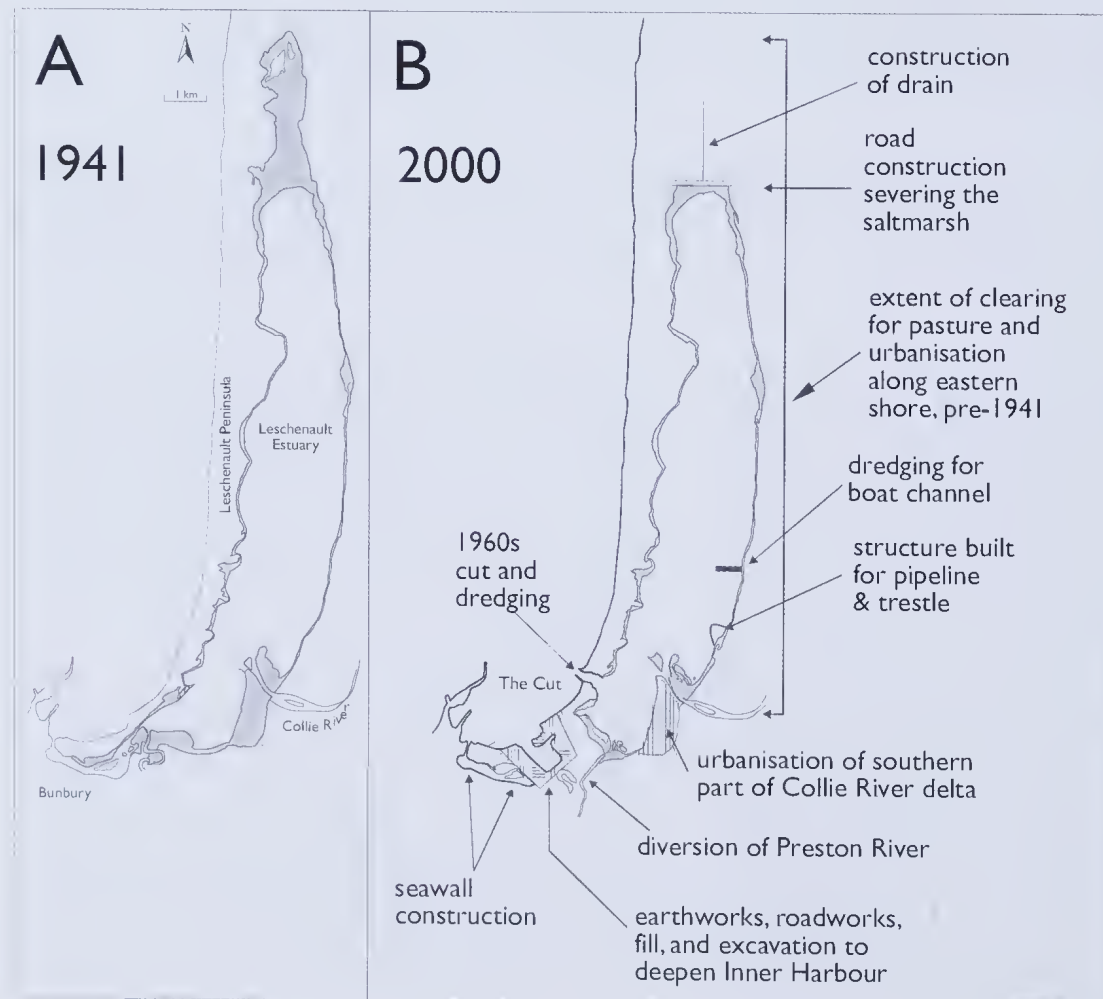 A
N
1 km
1941
Leschenault Peninsula
Leschenault
Estuary
Collie River
Bunbury
B
2000
construction
of drain
road
construction
severing the
saltmarsh
extent of clearing
for pasture and
urbanisation
along eastern
shore, pre-1941
dredging for
boat channel
structure built
for pipeline
& trestle
1960s
cut and
dredging
The Cut
urbanisation of southern
part of Collie River delta
diversion of Preston River
seawall
construction
earthworks, roadworks,
fill, and excavation to
deepen Inner Harbour